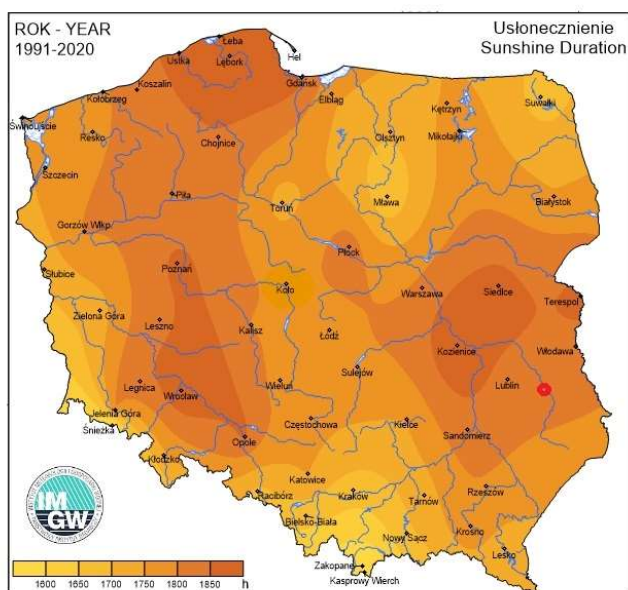 ROK - YEAR
1991-2020
Usłonecznienie
Sunshine Duration
Łeba
Ustka
Lębork
Hel
Gdańsk
Koszalin
Kołobrzeg
Elbląg
Kętrzyn
Suwałki
Świnoujście
Resko
Chojnice
Olsztyn
Mikołajki
Szczecin
Piła
Toruń
Mława
Białystok
Gorzów Wlkp.
Płock
Słubice
Poznań
Koło
Warszawa
Siedlce
Terespol
Zielona Góra
Leszno
Kalisz
Łódź
Kozienice
Włodawa
Legnica
Wrocław
Wieluń
Sulejów
Lublin
Jelenia Góra
Śnieżka
Opole
Częstochowa
Kielce
Sandomierz
Kłodzko
Katowice
Racibórz
Kraków
Tarnów
Rzeszów
Bielsko-Biała
Nowy Sącz
Krosno
Lesko
Zakopane
Kasprowy Wierch
IM
GW
1600 1650 1700 1750 1800 1850 h